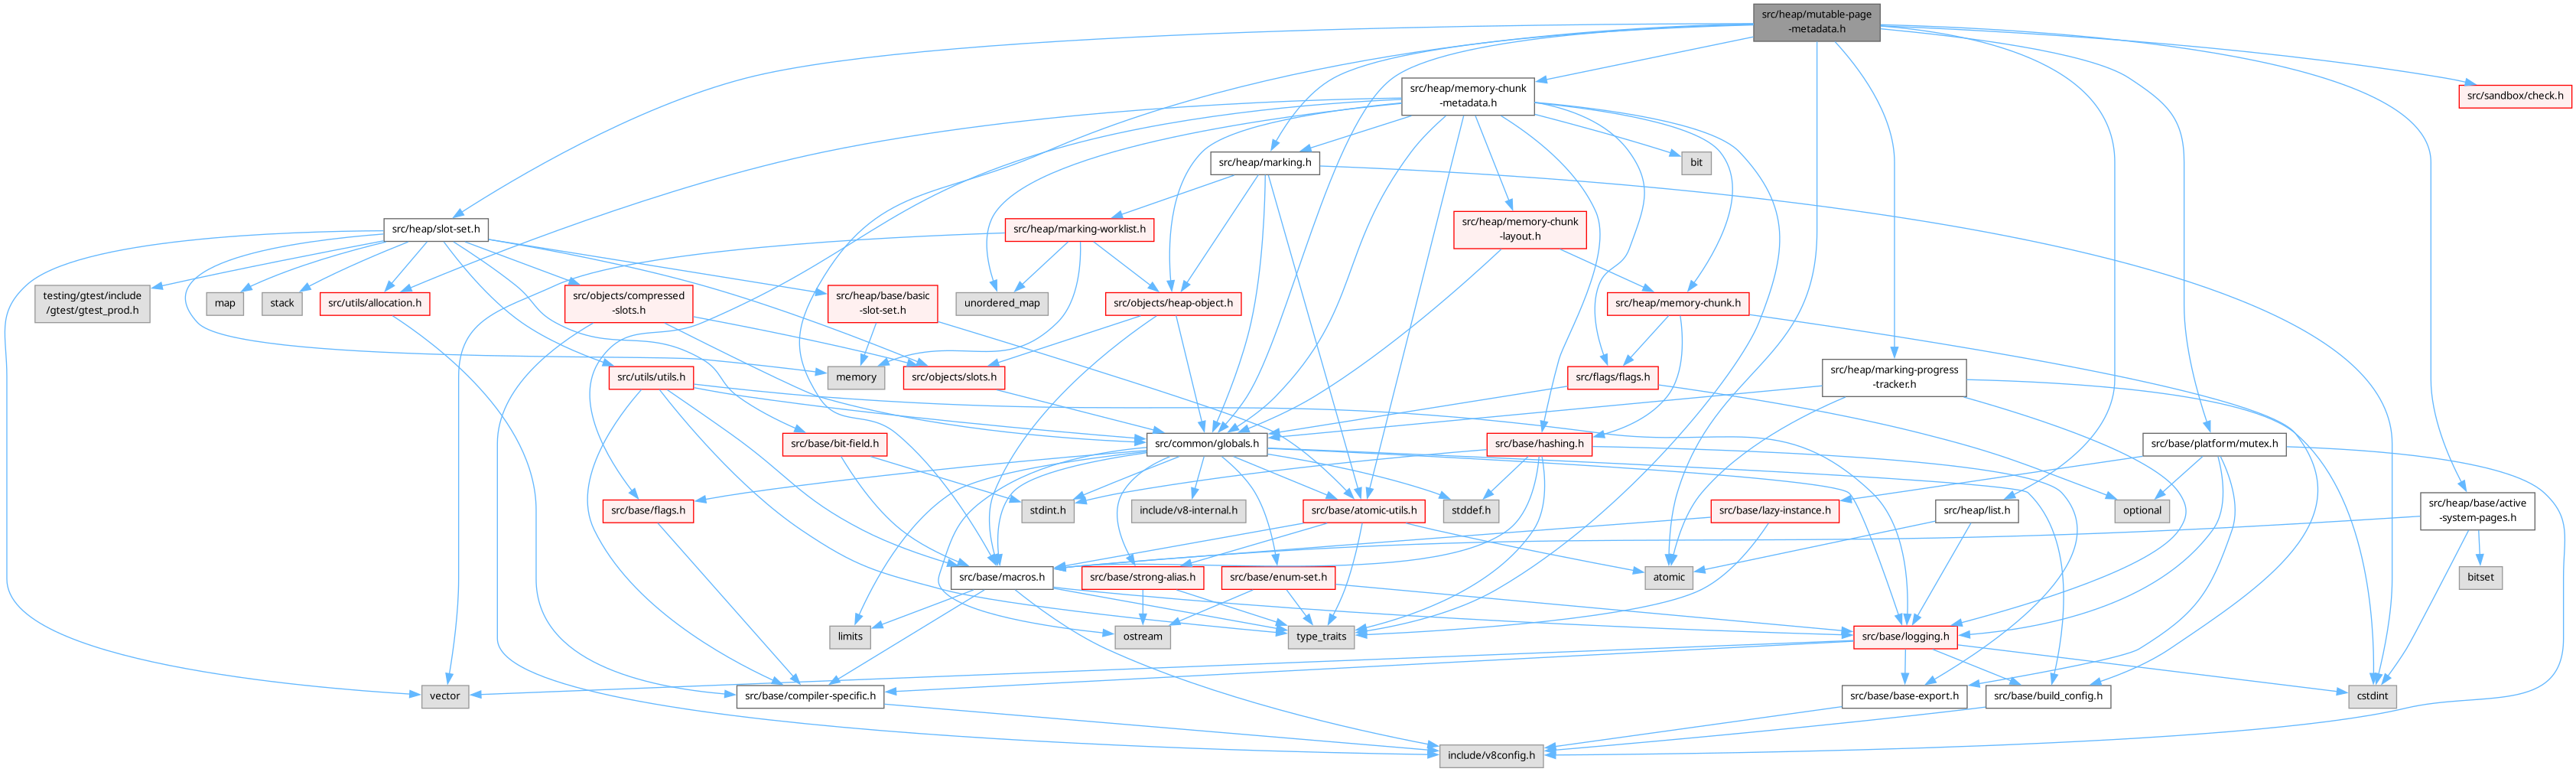 src/heap/mutable-page
-metadata.h
src/heap/memory-chunk
-metadata.h
src/sandbox/check.h
src/heap/marking.h
bit
src/heap/slot-set.h
src/heap/marking-worklist.h
src/heap/memory-chunk
-layout.h
testing/gtest/include
/gtest/gtest_prod.h
map
stack
src/utils/allocation.h
src/objects/compressed
-slots.h
src/heap/base/basic
-slot-set.h
unordered_map
src/objects/heap-object.h
src/heap/memory-chunk.h
src/utils/utils.h
memory
src/objects/slots.h
src/flags/flags.h
src/heap/marking-progress
-tracker.h
src/base/bit-field.h
src/common/globals.h
src/base/hashing.h
src/base/platform/mutex.h
src/base/flags.h
stdint.h
include/v8-internal.h
src/base/atomic-utils.h
stddef.h
src/base/lazy-instance.h
src/heap/list.h
optional
src/heap/base/active
-system-pages.h
src/base/macros.h
src/base/strong-alias.h
src/base/enum-set.h
atomic
bitset
limits
ostream
type_traits
src/base/logging.h
vector
src/base/compiler-specific.h
src/base/base-export.h
src/base/build_config.h
cstdint
include/v8config.h